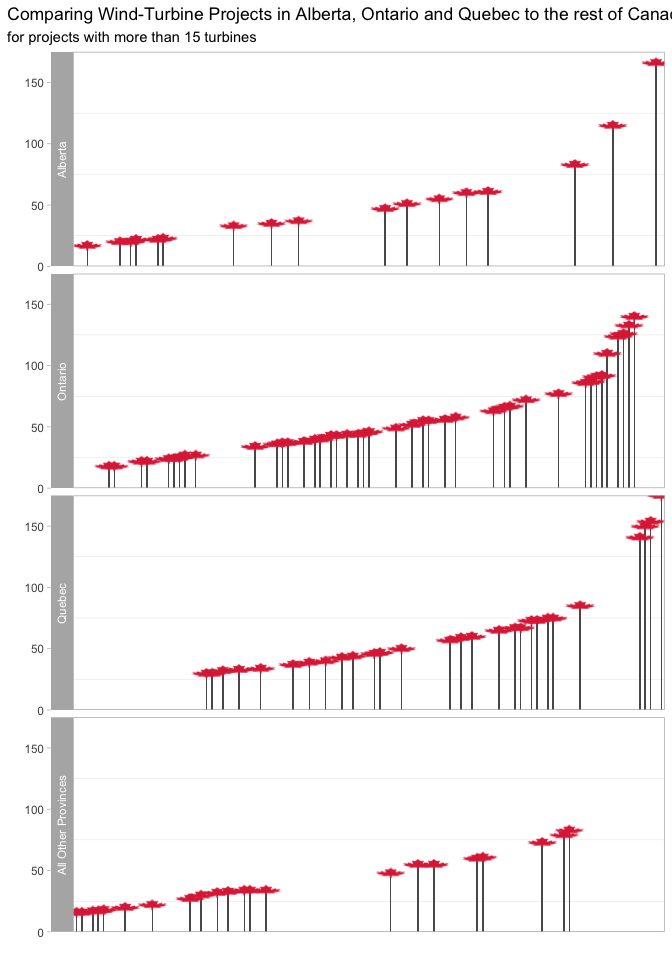 Comparing Wind-Turbine Projects in Alberta, Ontario and Quebec to the rest of Cana
for projects with more than 15 turbines
150
100
50
0
Alberta
150
100
50
0
Ontario
150
100
50
0
Quebec
150
100
50
0
All Other Provinces